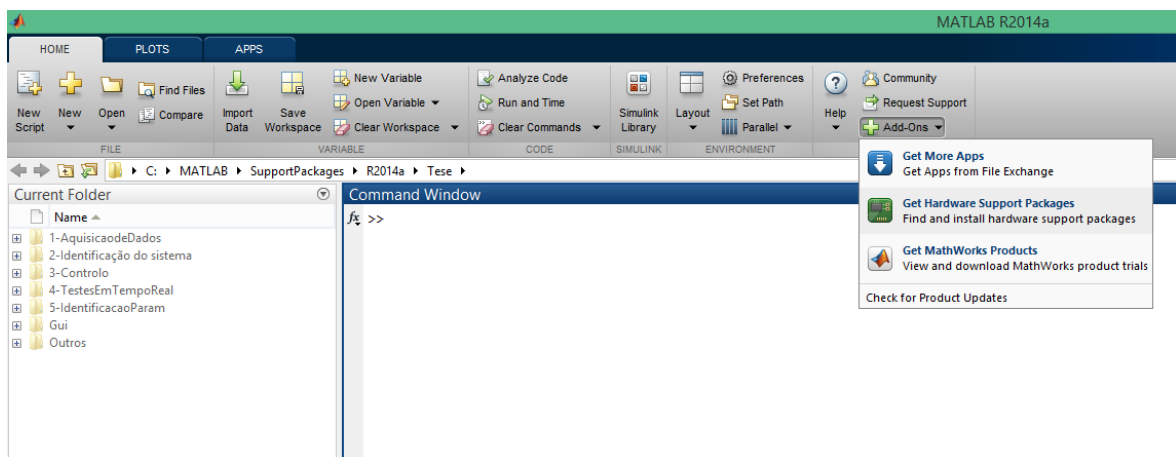 MATLAB R2014a
HOME PLOTS APPS
New Script
New
Open
Find Files
Compare
Import Data
Save Workspace
New Variable
Open Variable
Clear Workspace
Analyze Code
Run and Time
Clear Commands
Simulink Library
Layout
Preferences
Set Path
Parallel
Help
Community
Request Support
Add-Ons
FILE VARIABLE CODE SIMULINK ENVIRONMENT
Get More Apps
Get Apps from File Exchange
Get Hardware Support Packages
Find and install hardware support packages
Get MathWorks Products
View and download MathWorks product trials
Check for Product Updates
C: MATLAB SupportPackages R2014a Tese
Current Folder
Name
1-AquisicaodeDados
2-Identificação do sistema
3-Controlo
4-TestesEmTempoReal
5-IdentificacaoParam
Gui
Outros
Command Window
fx >>